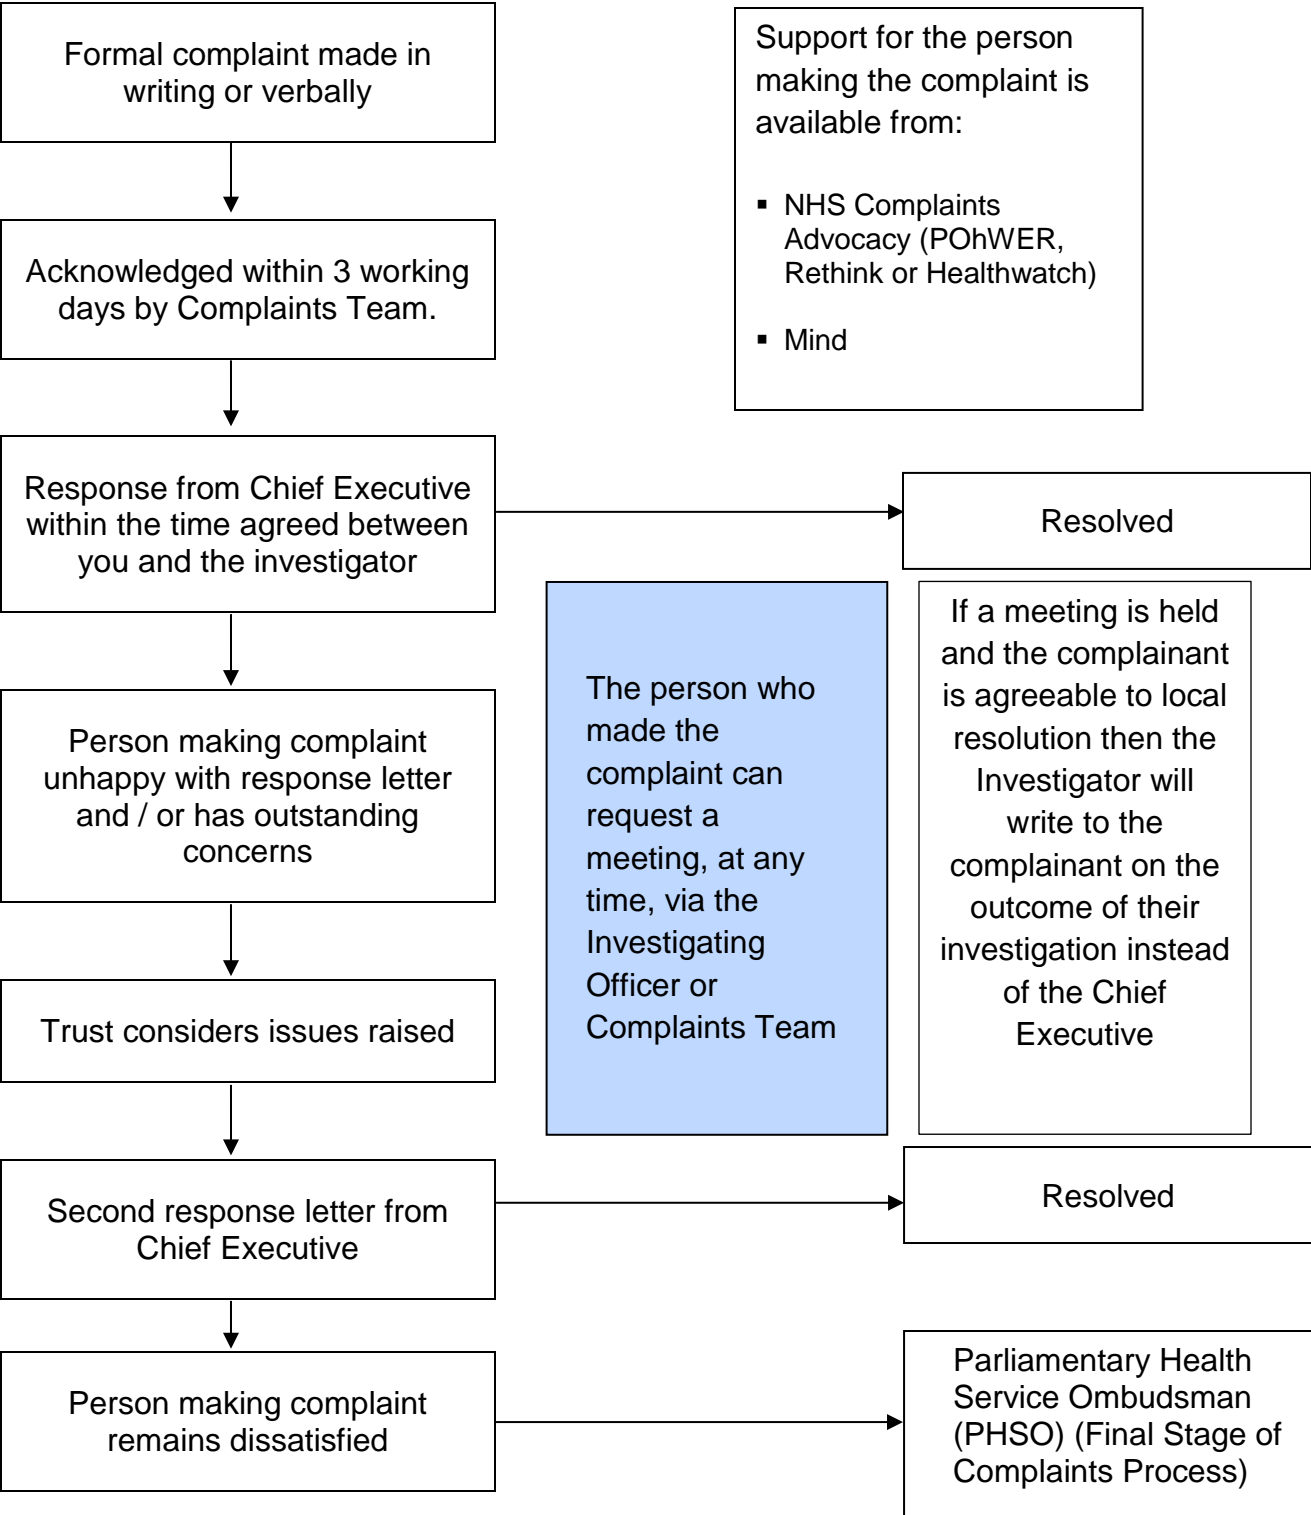 Formal complaint made in
writing or verbally
Support for the person
making the complaint is
available from:
▪ NHS Complaints
Advocacy (POhWER,
Rethink or Healthwatch)
▪ Mind
Acknowledged within 3 working
days by Complaints Team.
Response from Chief Executive
within the time agreed between
you and the investigator
Resolved
The person who
made the
complaint can
request a
meeting, at any
time, via the
Investigating
Officer or
Complaints Team
If a meeting is held
and the complainant
is agreeable to local
resolution then the
Investigator will
write to the
complainant on the
outcome of their
investigation instead
of the Chief
Executive
Person making complaint
unhappy with response letter
and / or has outstanding
concerns
Trust considers issues raised
Second response letter from
Chief Executive
Resolved
Person making complaint
remains dissatisfied
Parliamentary Health
Service Ombudsman
(PHSO) (Final Stage of
Complaints Process)